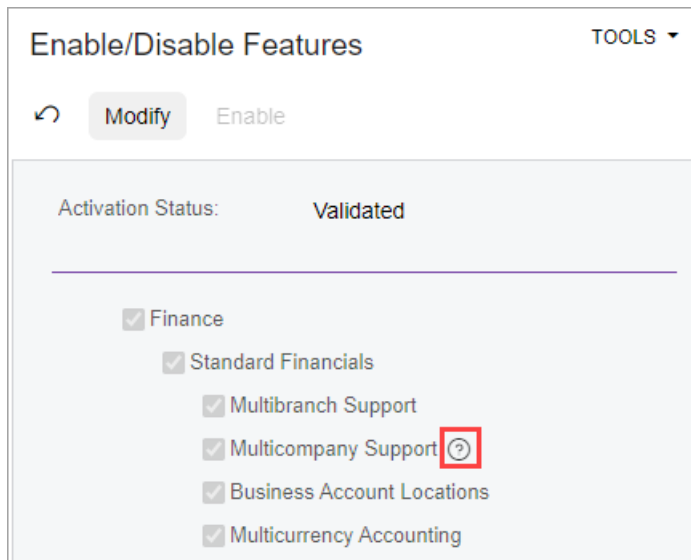 Enable/Disable Features
TOOLS
Modify Enable
Activation Status: Validated
Finance
Standard Financials
Multibranch Support
Multicompany Support ?
Business Account Locations
Multicurrency Accounting